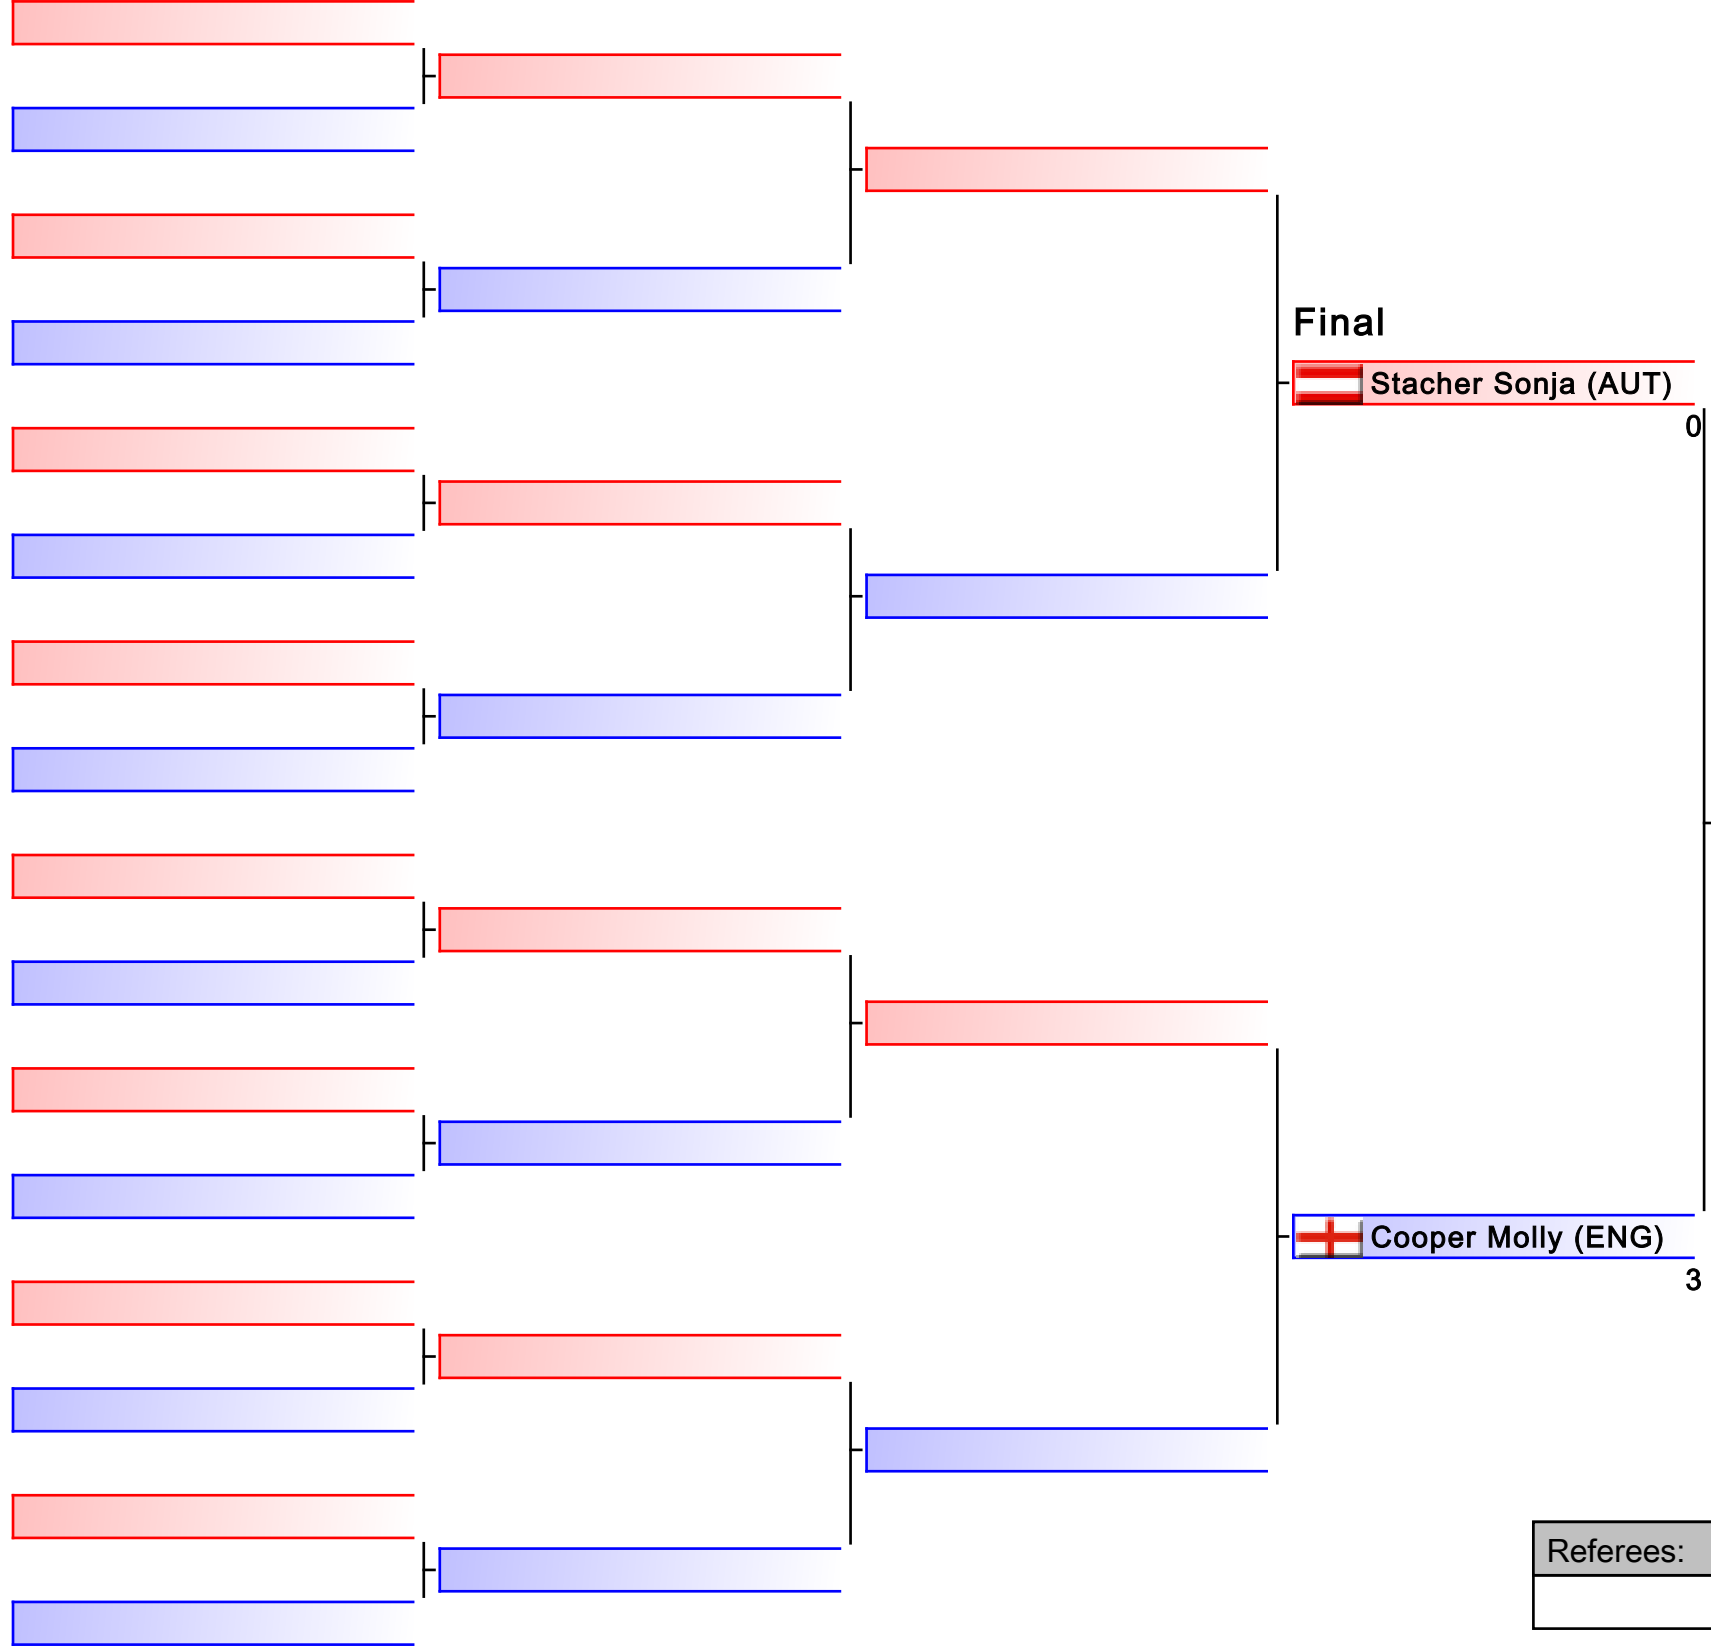 Final
Stacher Sonja (AUT)
0
Cooper Molly (ENG)
3
Referees: